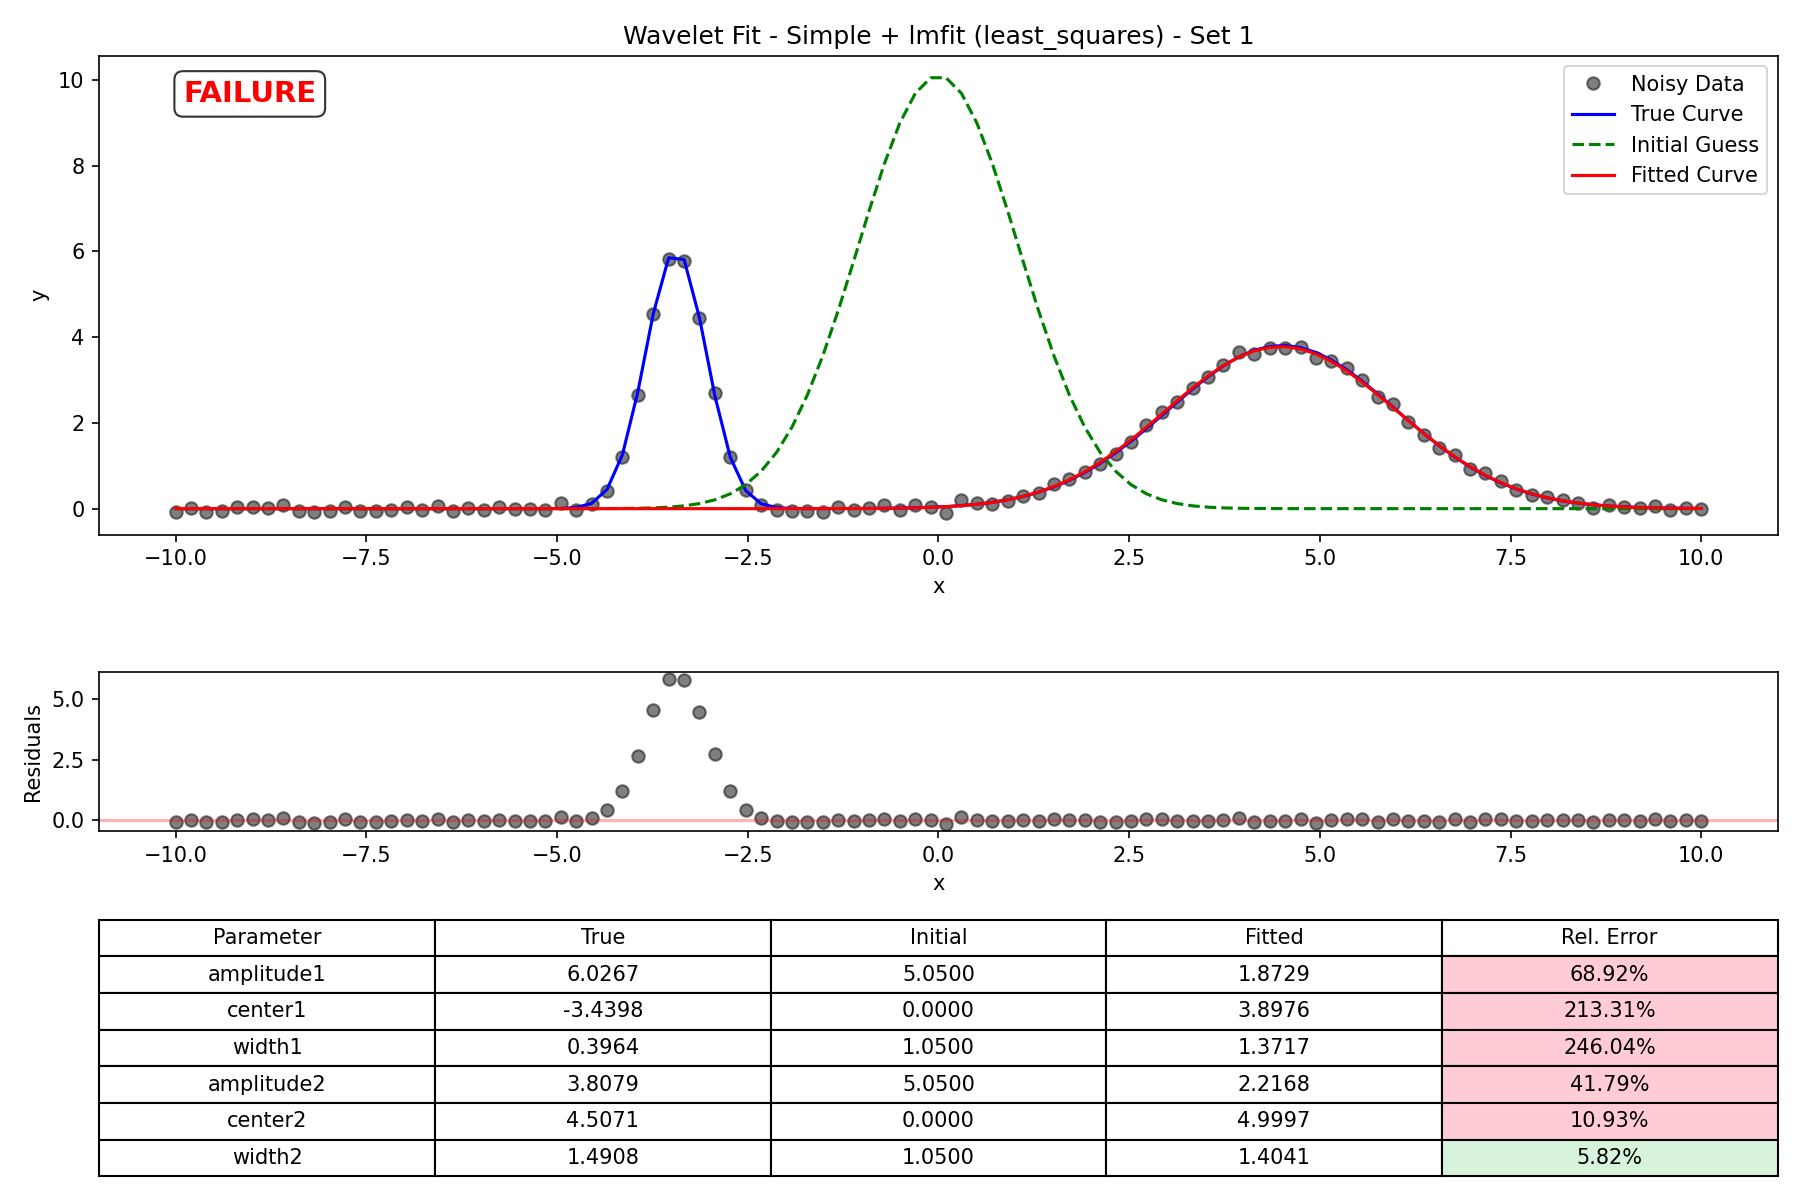 Wavelet Fit - Simple + lmfit (least_squares) - Set 1
FAILURE
Noisy Data
True Curve
Initial Guess
Fitted Curve
y
10
8
6
4
2
0
−10.0 −7.5 −5.0 −2.5 0.0 2.5 5.0 7.5 10.0
x
Residuals
5.0
2.5
0.0
−10.0 −7.5 −5.0 −2.5 0.0 2.5 5.0 7.5 10.0
x
Parameter True Initial Fitted Rel. Error
amplitude1 6.0267 5.0500 1.8729 68.92%
center1 -3.4398 0.0000 3.8976 213.31%
width1 0.3964 1.0500 1.3717 246.04%
amplitude2 3.8079 5.0500 2.2168 41.79%
center2 4.5071 0.0000 4.9997 10.93%
width2 1.4908 1.0500 1.4041 5.82%